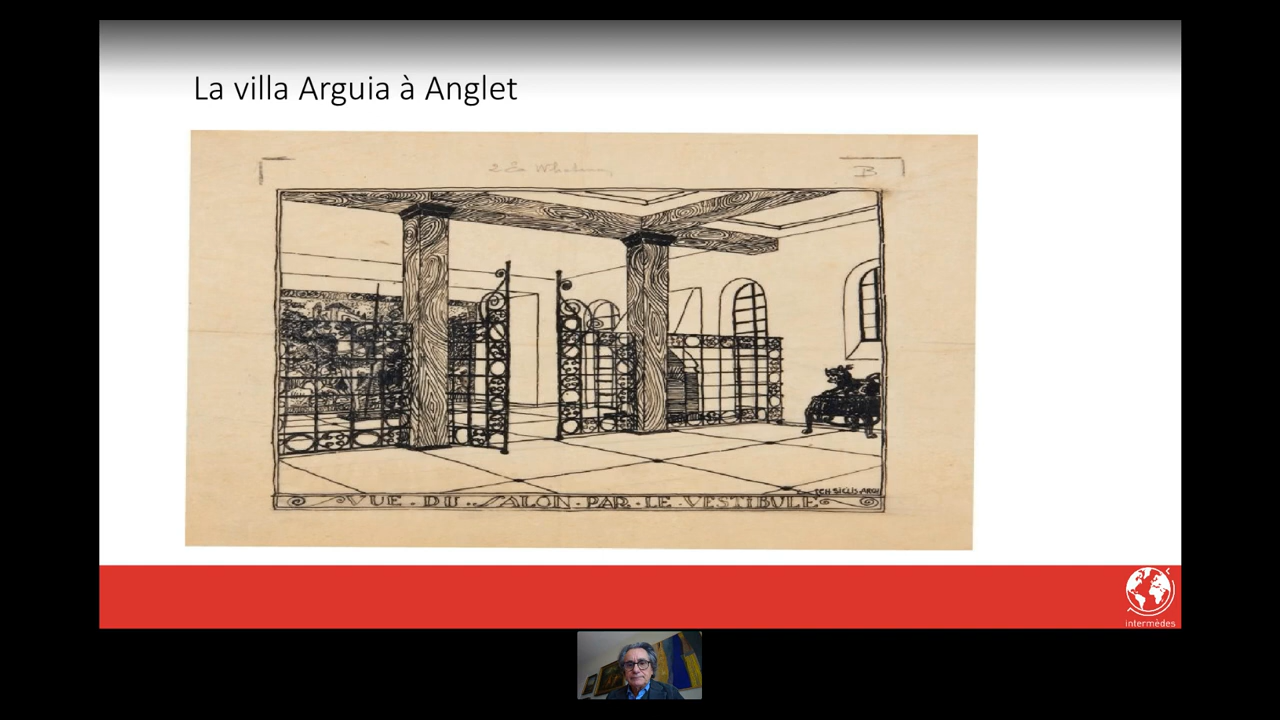 La villa Arguia à Anglet
B
VUE · DU · SALON · PAR · LE · VESTIBULE
intermèdes